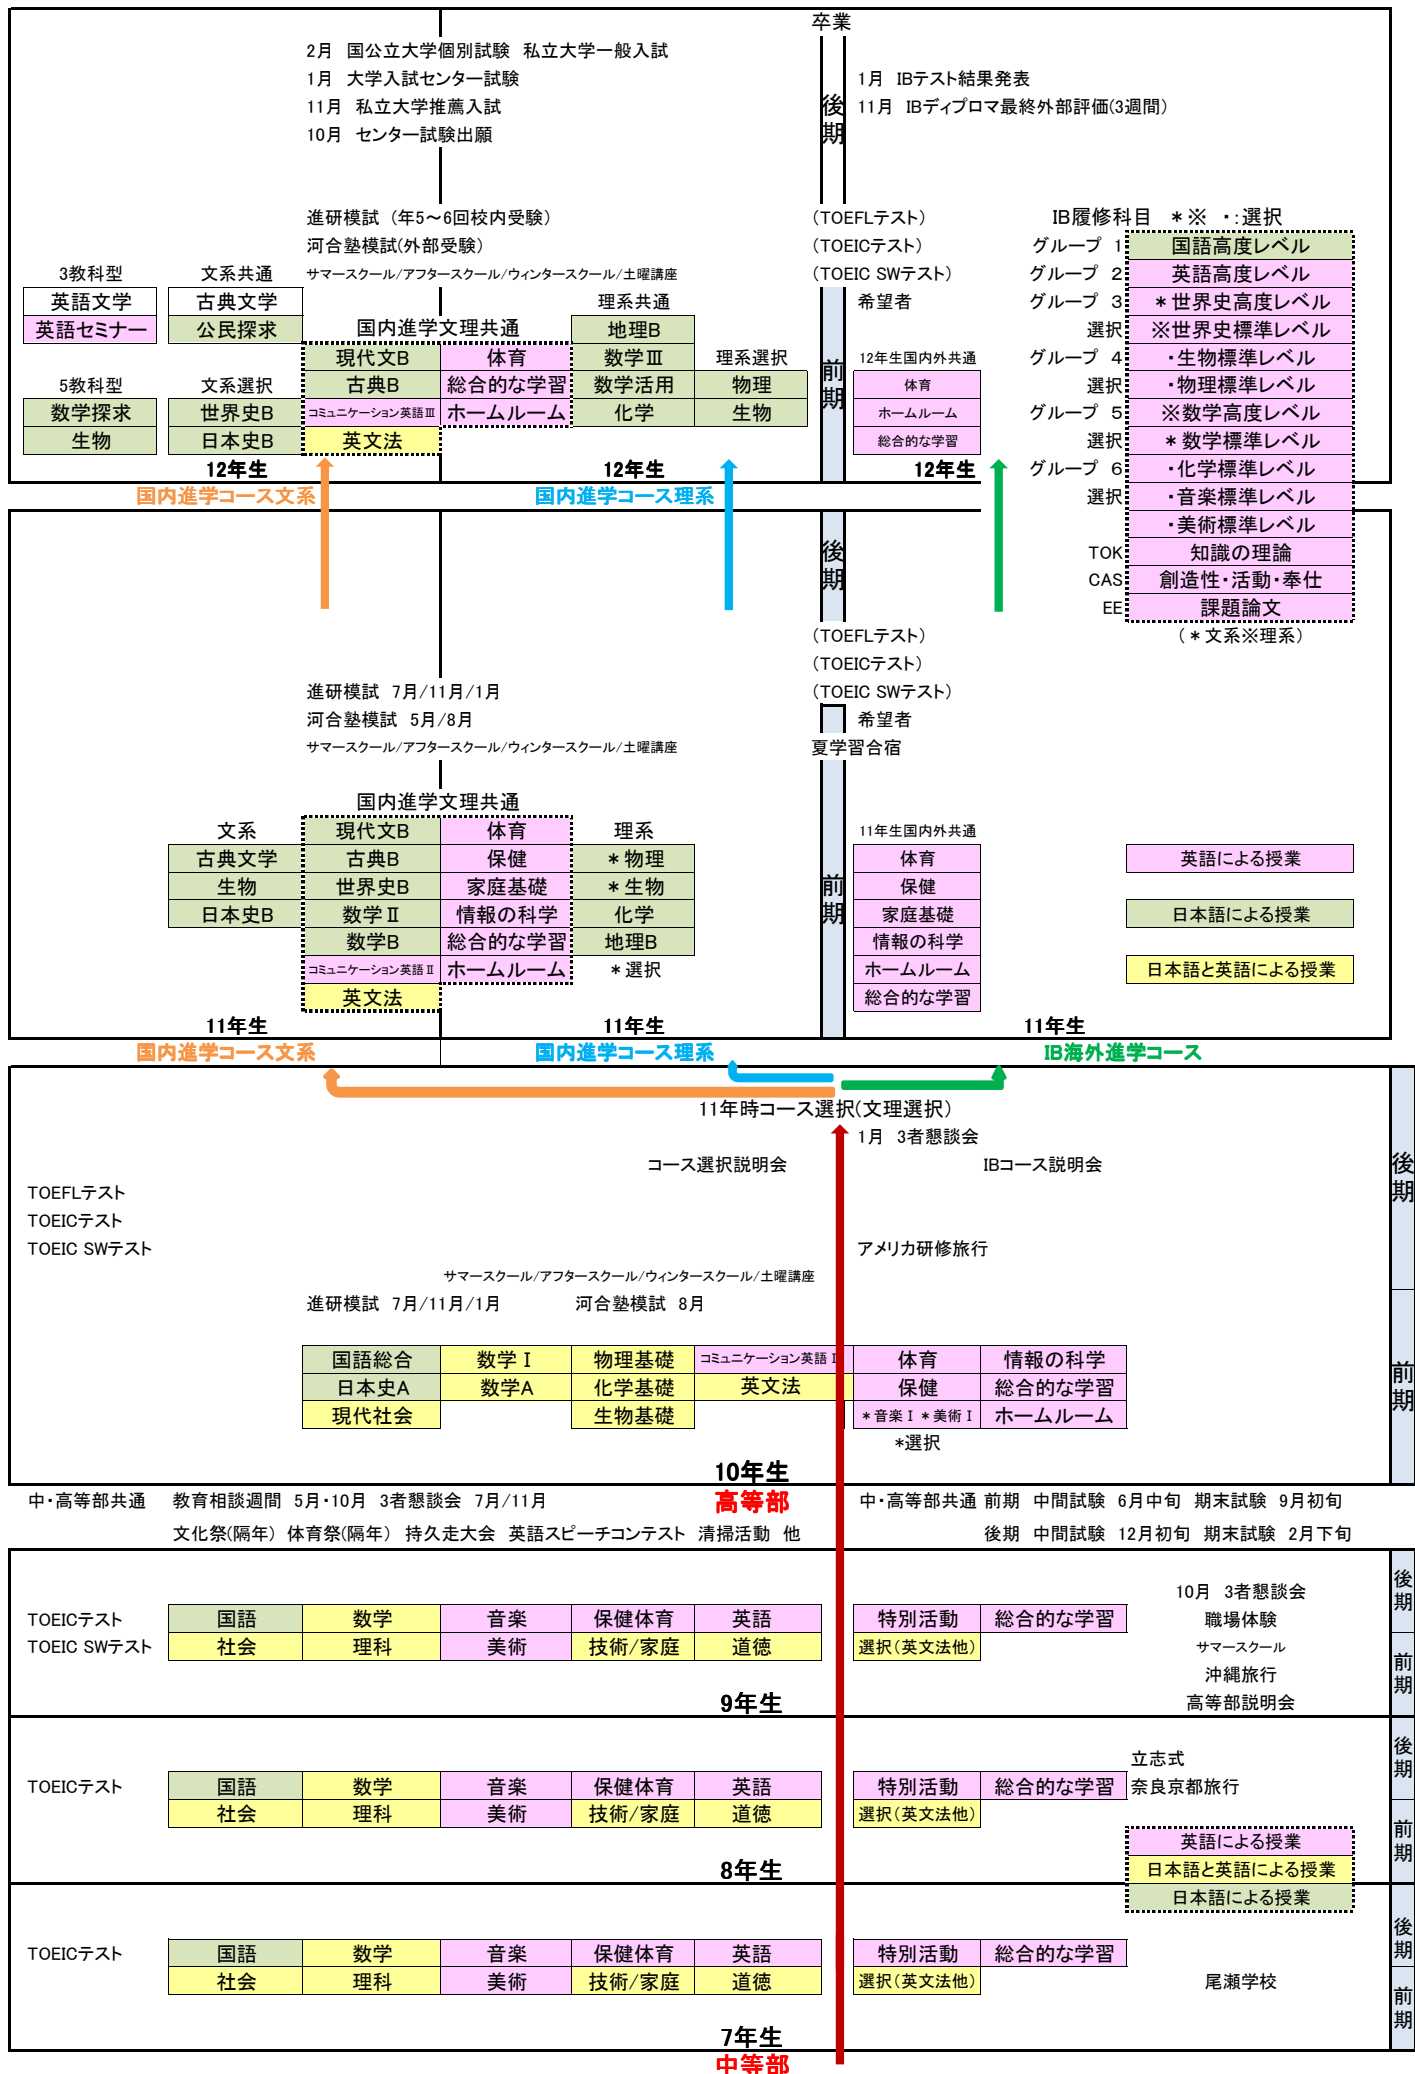 卒業
2月 国公立大学個別試験 私立大学一般入試
1月 大学入試センター試験
11月 私立大学推薦入試
10月 センター試験出願
後期
1月 IBテスト結果発表
11月 IBディプロマ最終外部評価(3週間)
進研模試 (年5～6回校内受験)
河合塾模試(外部受験)
サマースクール/アフタースクール/ウィンタースクール/土曜講座
(TOEFLテスト)
(TOEICテスト)
(TOEIC SWテスト)
希望者
IB履修科目 *※ ・:選択
グループ 1 国語高度レベル
グループ 2 英語高度レベル
グループ 3 *世界史高度レベル
選択 ※世界史標準レベル
グループ 4 ・生物標準レベル
選択 ・物理標準レベル
グループ 5 ※数学高度レベル
選択 *数学標準レベル
グループ 6 ・化学標準レベル
選択 ・音楽標準レベル
・美術標準レベル
TOK 知識の理論
CAS 創造性・活動・奉仕
EE 課題論文
(*文系※理系)
3教科型
英語文学
英語セミナー
5教科型
数学探求
生物
文系共通
古典文学
公民探求
文系選択
世界史B
日本史B
国内進学文理共通
現代文B 体育
古典B 総合的な学習
コミュニケーション英語Ⅲ ホームルーム
英文法
理系共通
地理B
数学Ⅲ
数学活用
化学
理系選択
物理
生物
前期
12年生国内外共通
体育
ホームルーム
総合的な学習
12年生 12年生 12年生
国内進学コース文系 国内進学コース理系
後期
(TOEFLテスト)
(TOEICテスト)
(TOEIC SWテスト)
希望者
夏学習合宿
進研模試 7月/11月/1月
河合塾模試 5月/8月
サマースクール/アフタースクール/ウィンタースクール/土曜講座
国内進学文理共通
文系
古典文学
生物
日本史B
現代文B 体育
古典B 保健
世界史B 家庭基礎
数学Ⅱ 情報の科学
数学B 総合的な学習
コミュニケーション英語Ⅱ ホームルーム
英文法
理系
*物理
*生物
化学
地理B
*選択
前期
11年生国内外共通
体育
保健
家庭基礎
情報の科学
ホームルーム
総合的な学習
英語による授業
日本語による授業
日本語と英語による授業
11年生 11年生 11年生
国内進学コース文系 国内進学コース理系 IB海外進学コース
11年時コース選択(文理選択)
1月 3者懇談会
コース選択説明会 IBコース説明会
後期
TOEFLテスト
TOEICテスト
TOEIC SWテスト アメリカ研修旅行
サマースクール/アフタースクール/ウィンタースクール/土曜講座
進研模試 7月/11月/1月 河合塾模試 8月
前期
国語総合 数学Ⅰ 物理基礎 コミュニケーション英語Ⅰ 体育 情報の科学
日本史A 数学A 化学基礎 英文法 保健 総合的な学習
現代社会 生物基礎 *音楽Ⅰ*美術Ⅰ ホームルーム
*選択
10年生
高等部
中・高等部共通 教育相談週間 5月・10月 3者懇談会 7月/11月
文化祭(隔年) 体育祭(隔年) 持久走大会 英語スピーチコンテスト 清掃活動 他
中・高等部共通 前期 中間試験 6月中旬 期末試験 9月初旬
後期 中間試験 12月初旬 期末試験 2月下旬
後期
10月 3者懇談会
TOEICテスト 国語 数学 音楽 保健体育 英語 特別活動 総合的な学習 職場体験
TOEIC SWテスト 社会 理科 美術 技術/家庭 道徳 選択(英文法他) サマースクール
前期
沖縄旅行
9年生 高等部説明会
後期
立志式
TOEICテスト 国語 数学 音楽 保健体育 英語 特別活動 総合的な学習 奈良京都旅行
社会 理科 美術 技術/家庭 道徳 選択(英文法他)
前期
英語による授業
8年生 日本語と英語による授業
日本語による授業
後期
TOEICテスト 国語 数学 音楽 保健体育 英語 特別活動 総合的な学習
社会 理科 美術 技術/家庭 道徳 選択(英文法他) 尾瀬学校
前期
7年生
中等部